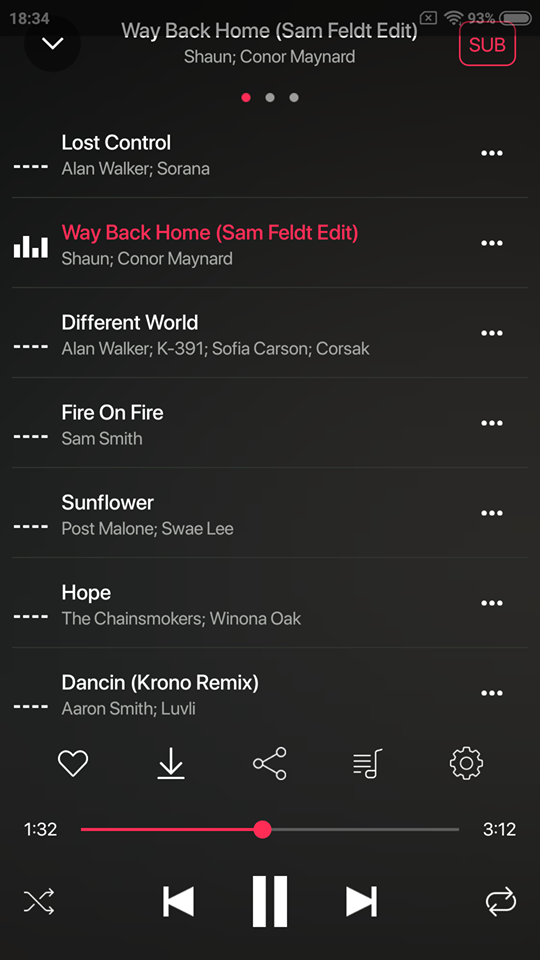 18:34
93%
Way Back Home (Sam Feldt Edit)
Shaun; Conor Maynard
SUB
Lost Control
Alan Walker; Sorana
Way Back Home (Sam Feldt Edit)
Shaun; Conor Maynard
Different World
Alan Walker; K-391; Sofia Carson; Corsak
Fire On Fire
Sam Smith
Sunflower
Post Malone; Swae Lee
Hope
The Chainsmokers; Winona Oak
Dancin (Krono Remix)
Aaron Smith; Luvli
1:32
3:12